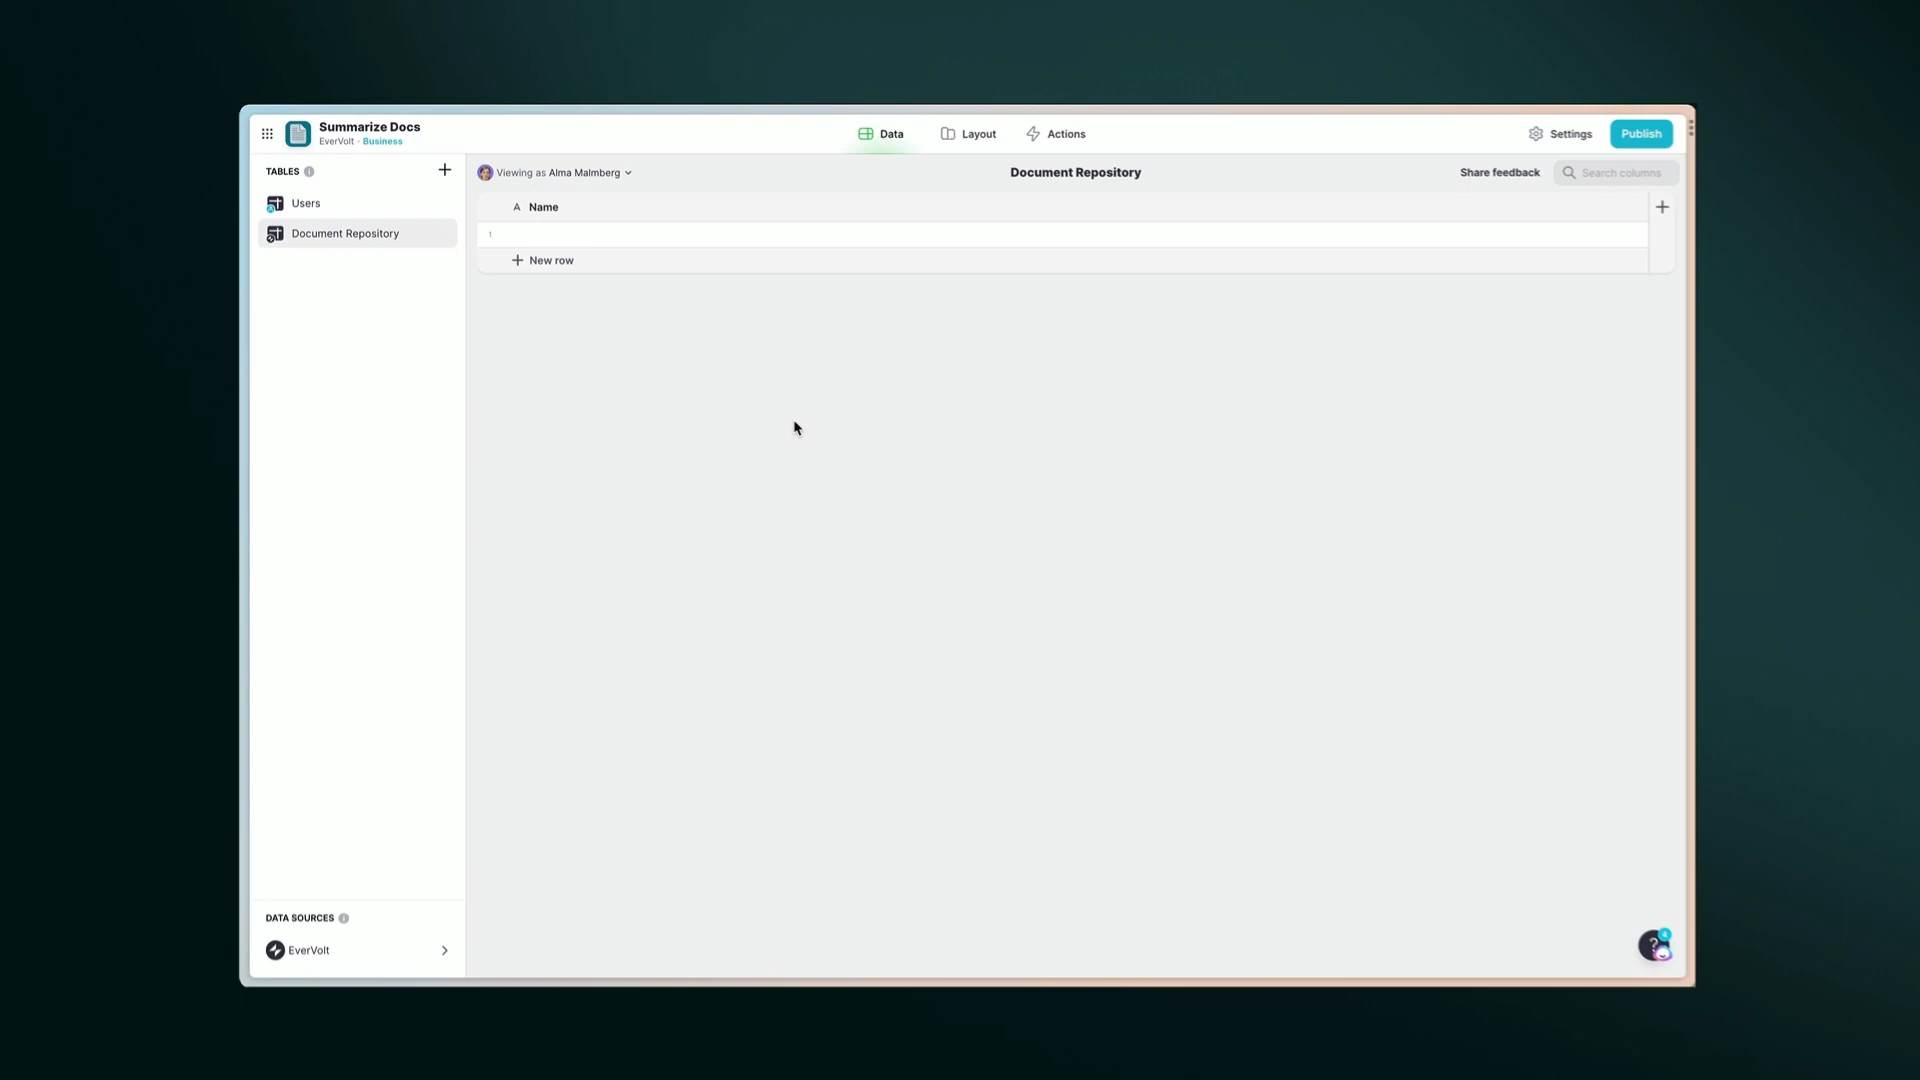 Summarize Docs
EverVolt · Business
Data
Layout
Actions
Settings
Publish
TABLES
Users
Document Repository
Viewing as Alma Malmberg
Document Repository
Share feedback
Search columns
A Name
1
New row
DATA SOURCES
EverVolt
?
4